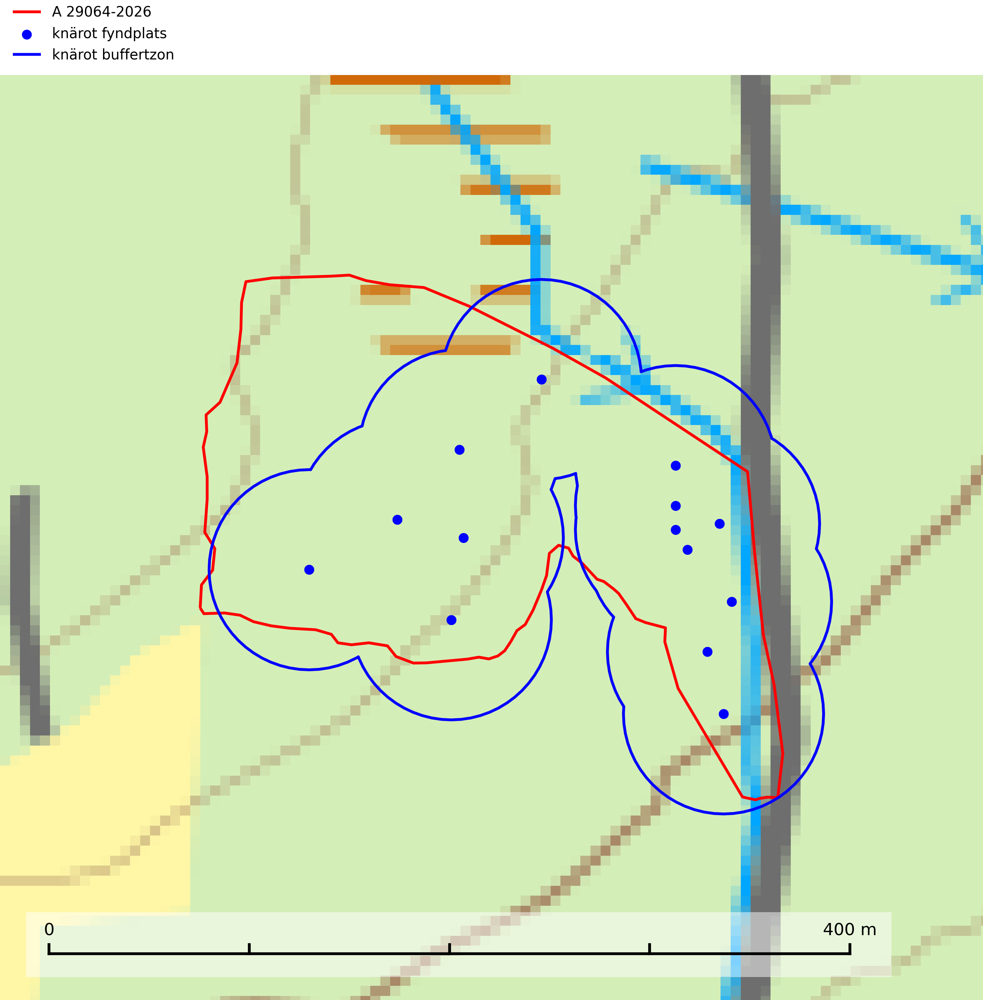 A 29064-2026
knärot fyndplats
knärot buffertzon
0
400 m